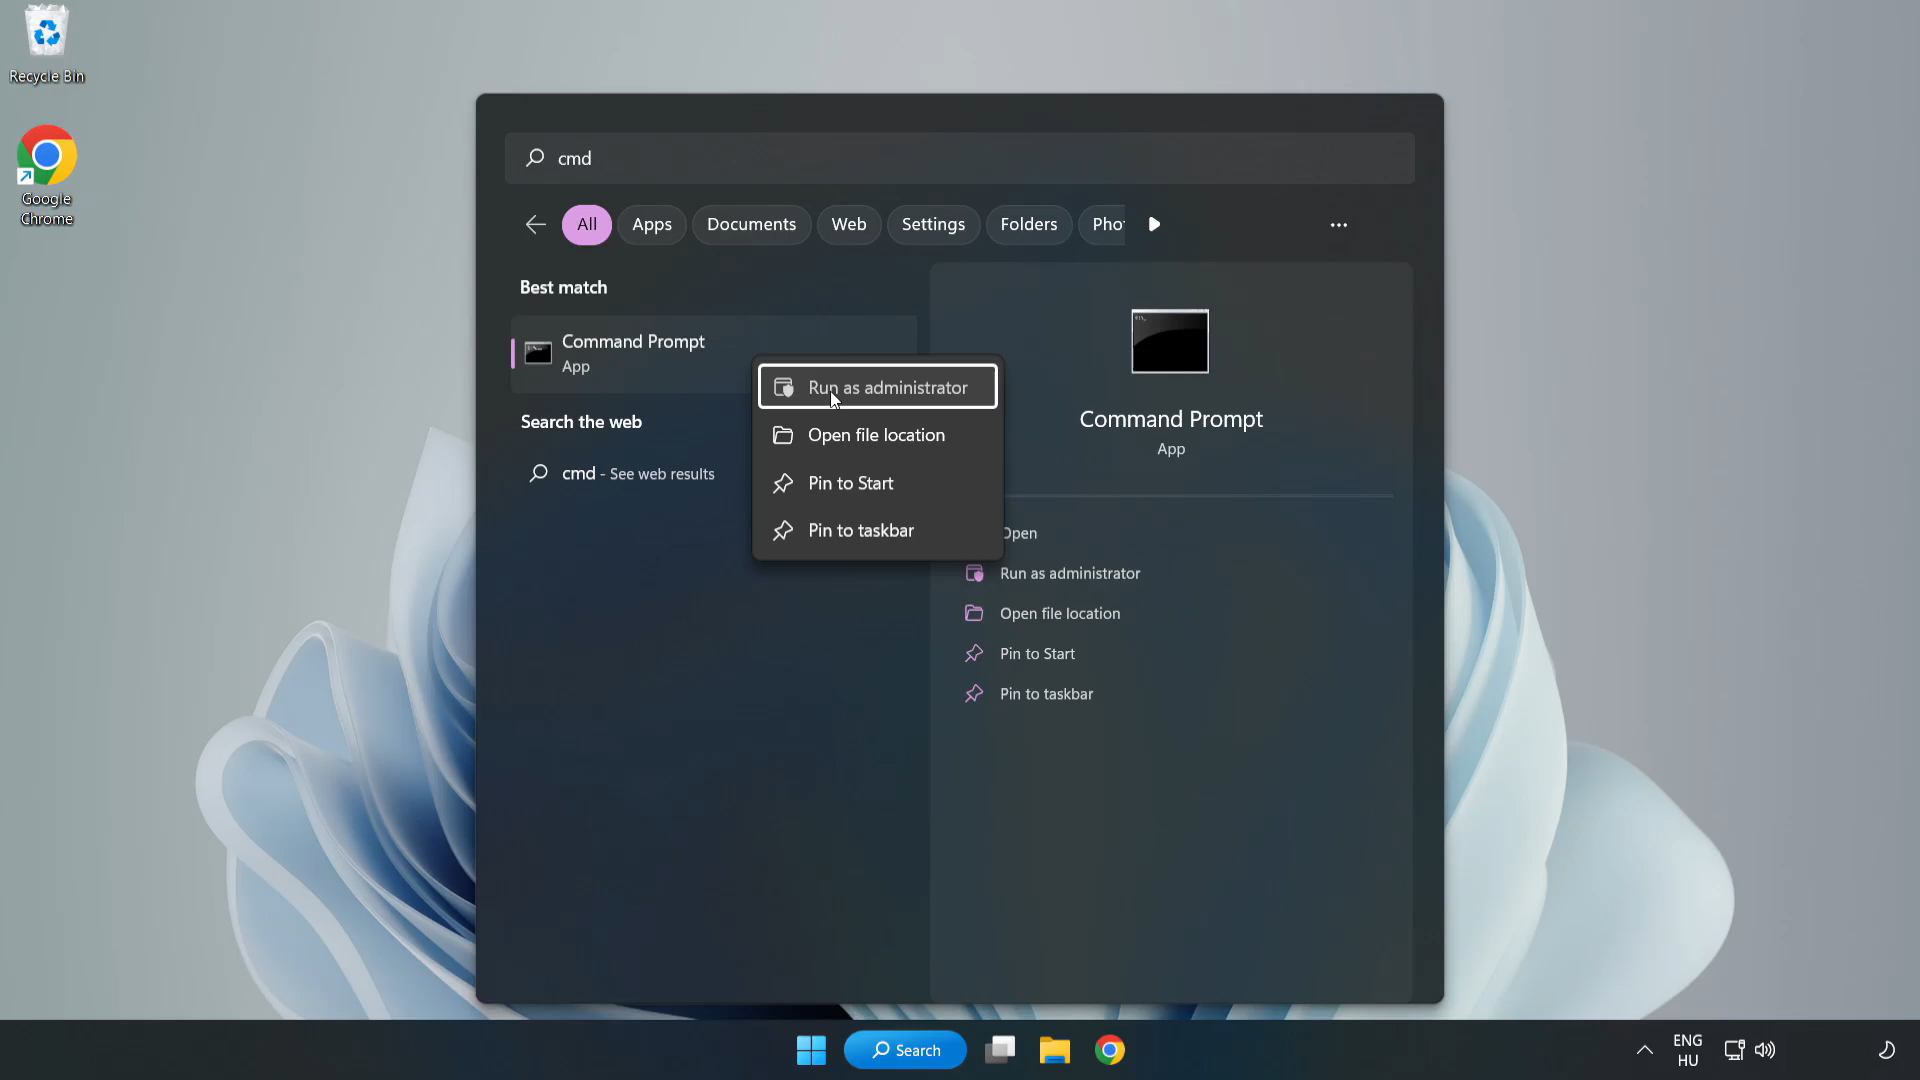 Recycle Bin
Google
Chrome
cmd
All
Apps
Documents
Web
Settings
Folders
Pho
Best match
Command Prompt
App
Search the web
cmd - See web results
Run as administrator
Open file location
Pin to Start
Pin to taskbar
Command Prompt
App
Open
Run as administrator
Open file location
Pin to Start
Pin to taskbar
Search
ENG
HU